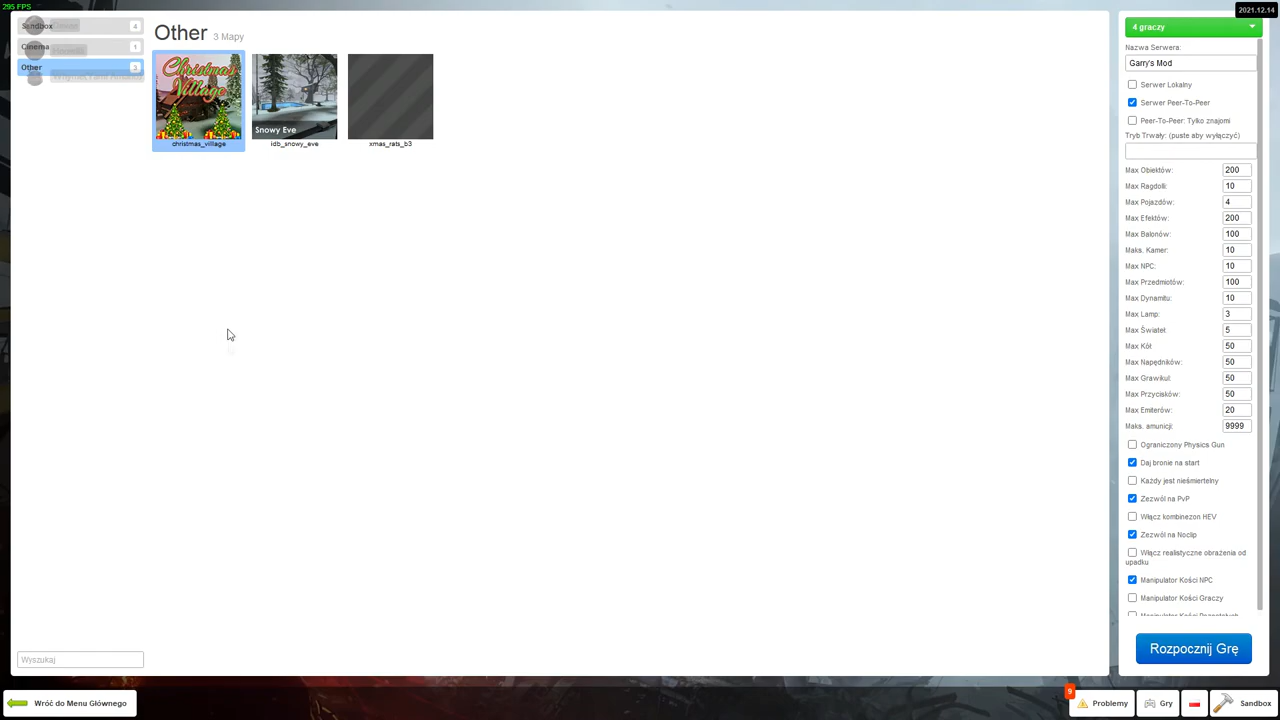 295 FPS
2021.12.14
Sandbox 4
Cinema 1
Other 3
Other 3 Mapy
Christmas Village
christmas_village
Snowy Eve
idb_snowy_eve
xmas_rats_b3
4 graczy
Nazwa Serwera:
Garry's Mod
Serwer Lokalny
Serwer Peer-To-Peer
Peer-To-Peer: Tylko znajomi
Tryb Trwały: (puste aby wyłączyć)
Max Obiektów: 200
Max Ragdolli: 10
Max Pojazdów: 4
Max Efektów: 200
Max Balonów: 100
Maks. Kamer: 10
Max NPC: 10
Max Przedmiotów: 100
Max Dynamitu: 10
Max Lamp: 3
Max Świateł: 5
Max Kół: 50
Max Napędników: 50
Max Grawikul: 50
Max Przycisków: 50
Max Emiterów: 20
Maks. amunicji: 9999
Ograniczony Physics Gun
Daj bronie na start
Każdy jest nieśmiertelny
Zezwól na PvP
Włącz kombinezon HEV
Zezwól na Noclip
Włącz realistyczne obrażenia od
upadku
Manipulator Kości NPC
Manipulator Kości Graczy
Manipulator Kości Pozostałych
Rozpocznij Grę
Wyszukaj
Wróć do Menu Głównego
9
Problemy
Gry
Sandbox